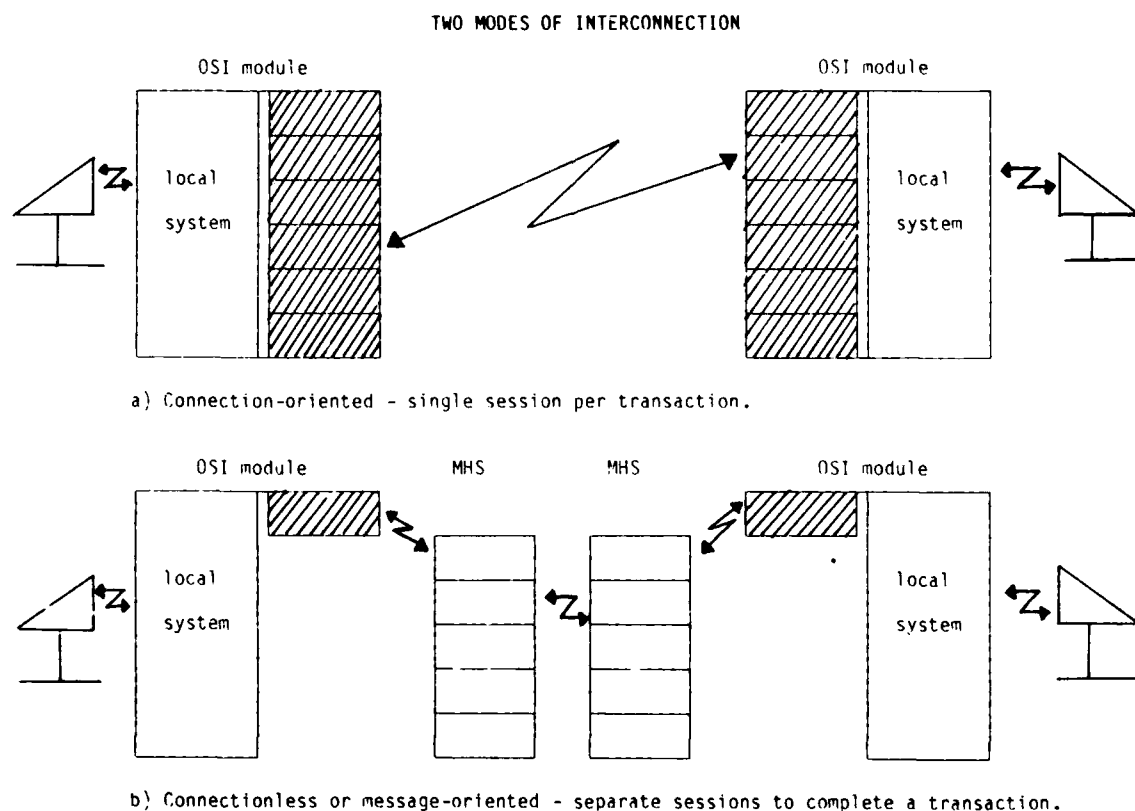 TWO MODES OF INTERCONNECTION
OSI module OSI module
local system
local system
a) Connection-oriented - single session per transaction.
OSI module MHS MHS OSI module
local system
local system
b) Connectionless or message-oriented - separate sessions to complete a transaction.